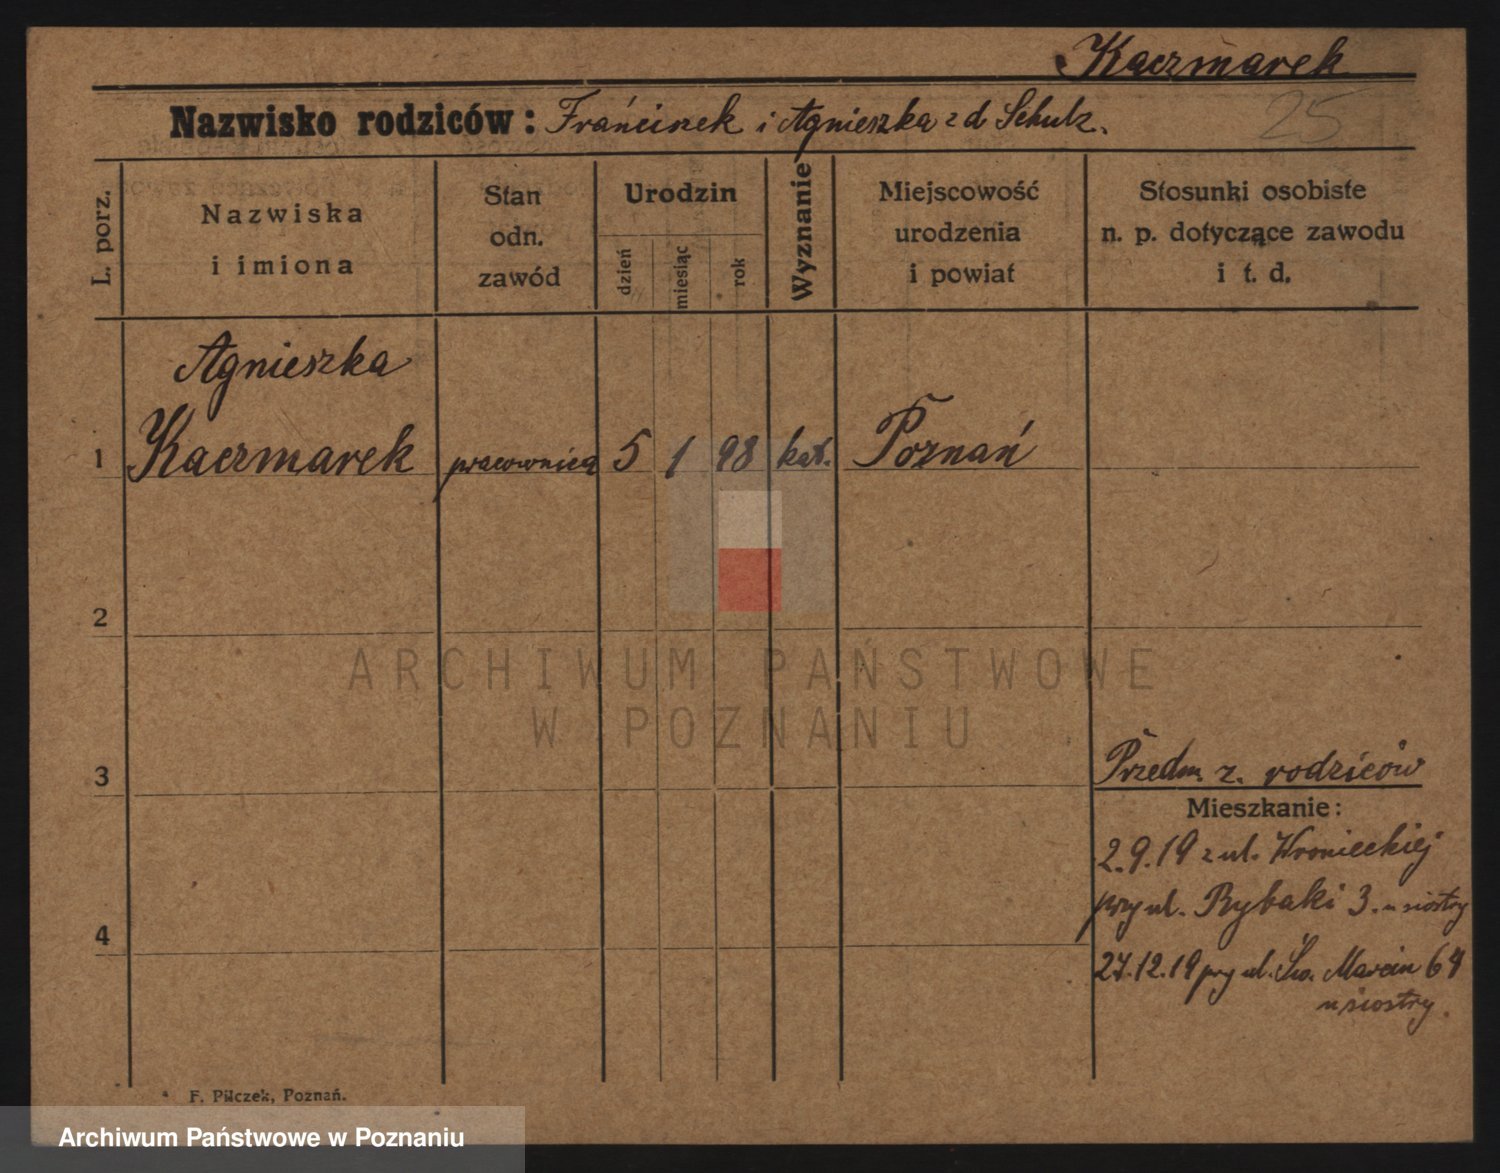 Kaczmarek
Nazwisko rodziców: Frańciszek i Agnieszka z d Schulz.
25
L. porz.
Nazwiska
i imiona
Stan
odn.
zawód
Urodzin
dzień
miesiąc
rok
Wyznanie
Miejscowość
urodzenia
i powiat
Stosunki osobiste
n. p. dotyczące zawodu
i t. d.
Agnieszka
1 Kaczmarek pracownica 5 1 98 kat. Poznań
2
ARCHIWUM PAŃSTWOWE
W POZNANIU
3
Przedm. z. rodziców
Mieszkanie:
2.9.19 z ul. Wronieckiej
przy ul. Rybaki 3. u siostry
4
27.12.19 przy ul. Św. Marcin 64
u siostry.
F. Pilczek, Poznań.
Archiwum Państwowe w Poznaniu